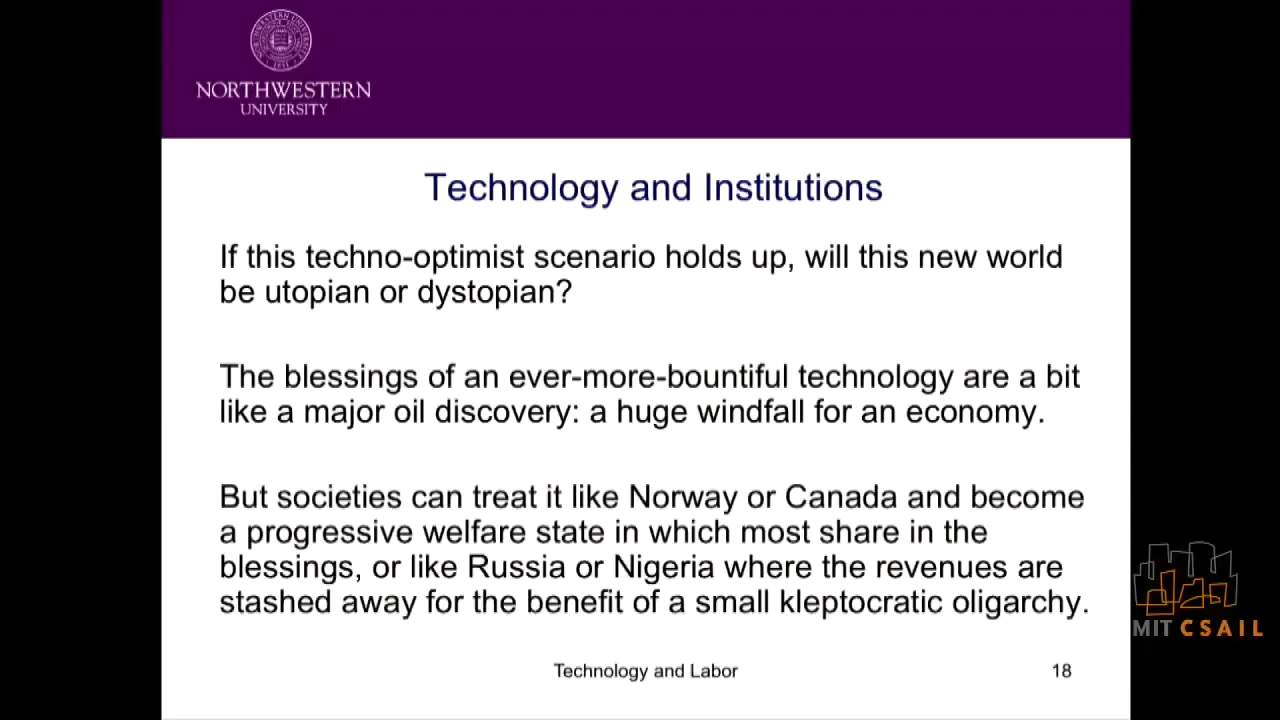 NORTHWESTERN
UNIVERSITY
Technology and Institutions
If this techno-optimist scenario holds up, will this new world
be utopian or dystopian?
The blessings of an ever-more-bountiful technology are a bit
like a major oil discovery: a huge windfall for an economy.
But societies can treat it like Norway or Canada and become
a progressive welfare state in which most share in the
blessings, or like Russia or Nigeria where the revenues are
stashed away for the benefit of a small kleptocratic oligarchy.
MIT CSAIL
Technology and Labor
18